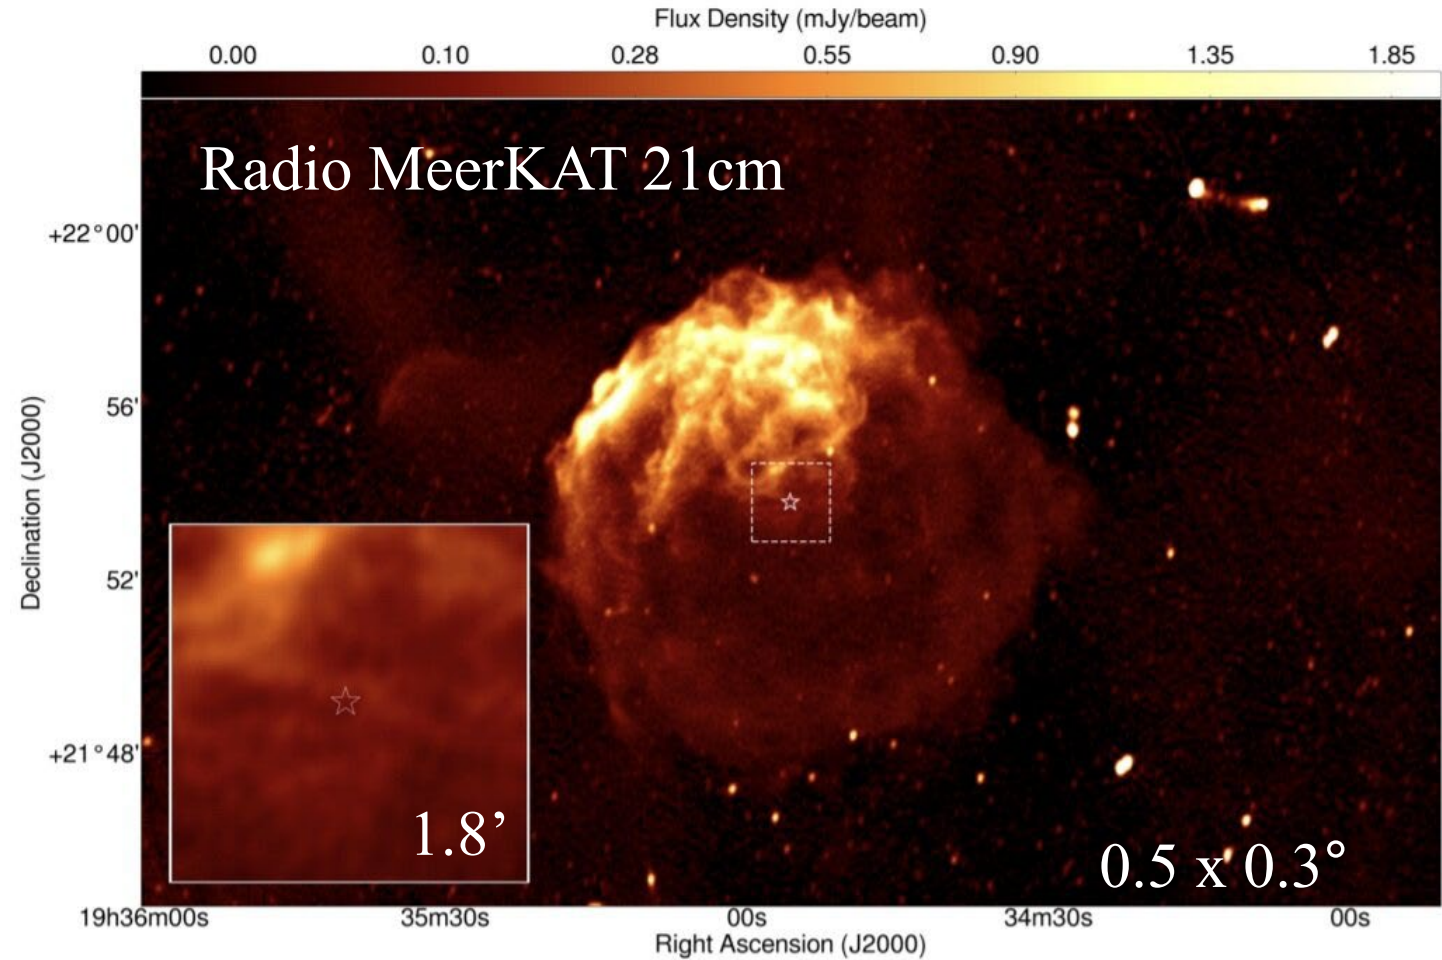 Flux Density (mJy/beam)
0.00 0.10 0.28 0.55 0.90 1.35 1.85
Radio MeerKAT 21cm
+22°00'
56'
52'
+21°48'
Declination (J2000)
1.8’
0.5 x 0.3°
19h36m00s 35m30s 00s 34m30s 00s
Right Ascension (J2000)